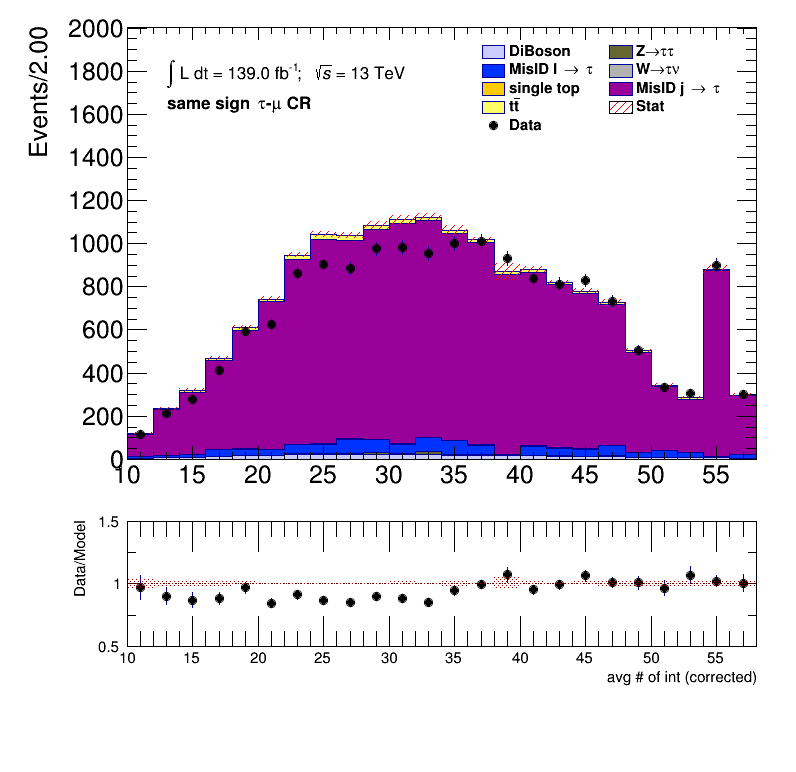 Events/2.00
2000
1800
1600
1400
1200
1000
800
600
400
200
0
∫ L dt = 139.0 fb⁻¹; √s = 13 TeV
same sign τ-μ CR
DiBoson
MisID l → τ
single top
tt̄
Data
Z→ττ
W→τν
MisID j → τ
Stat
10 15 20 25 30 35 40 45 50 55
Data/Model
1.5
1
0.5
10 15 20 25 30 35 40 45 50 55
avg # of int (corrected)